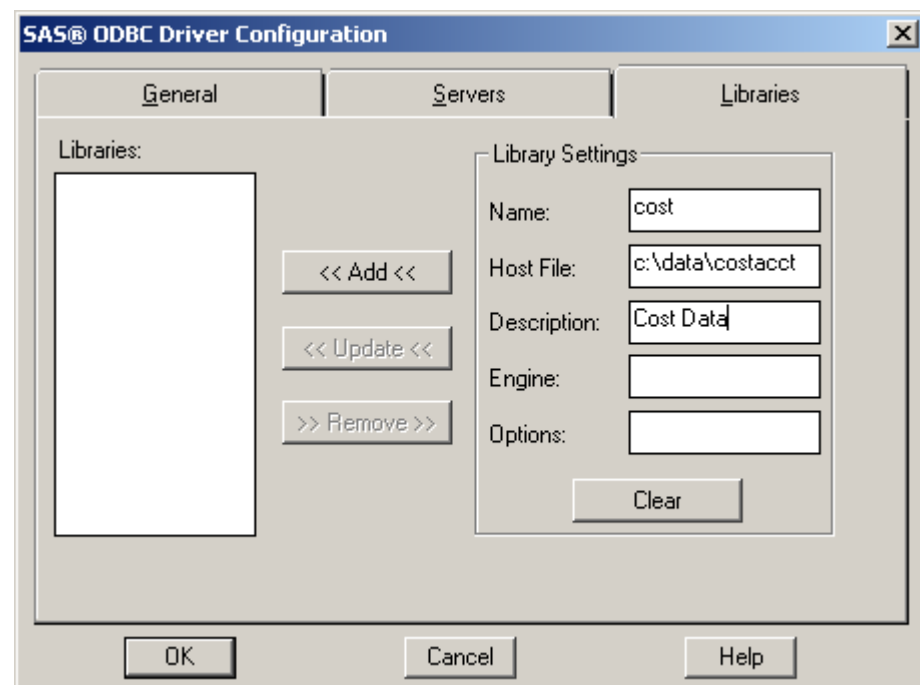 SAS® ODBC Driver Configuration
General
Servers
Libraries
Libraries:
<< Add <<
<< Update <<
>> Remove >>
Library Settings
Name:
cost
Host File:
c:\data\costacct
Description:
Cost Data
Engine:
Options:
Clear
OK
Cancel
Help